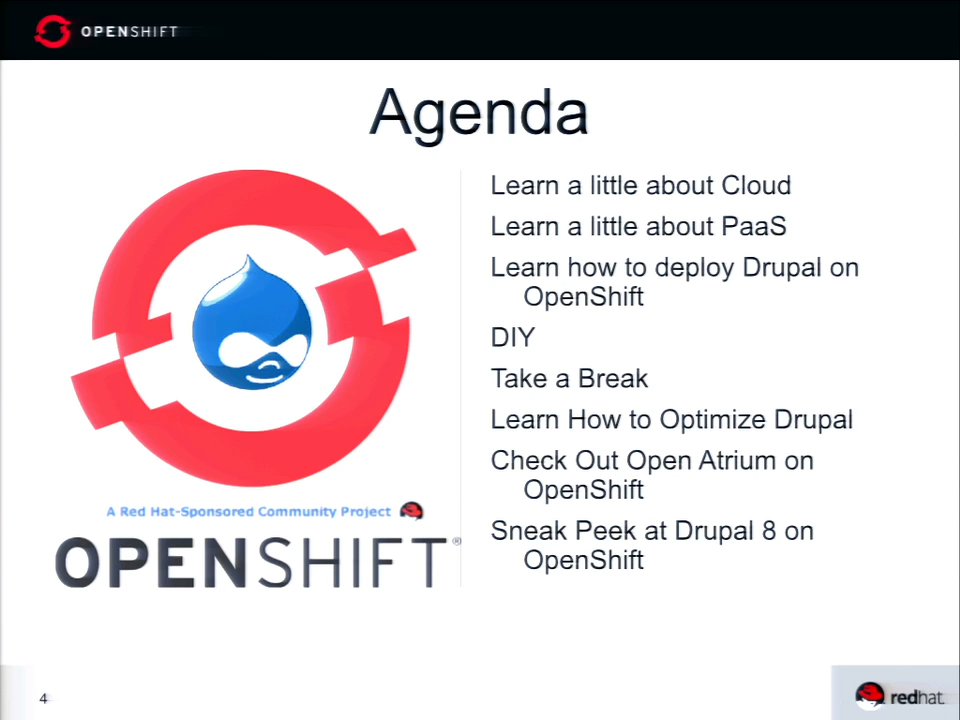 OPENSHIFT
Agenda
Learn a little about Cloud
Learn a little about PaaS
Learn how to deploy Drupal on
OpenShift
DIY
Take a Break
Learn How to Optimize Drupal
Check Out Open Atrium on
OpenShift
Sneak Peek at Drupal 8 on
OpenShift
A Red Hat-Sponsored Community Project
OPENSHIFT®
4
redhat.